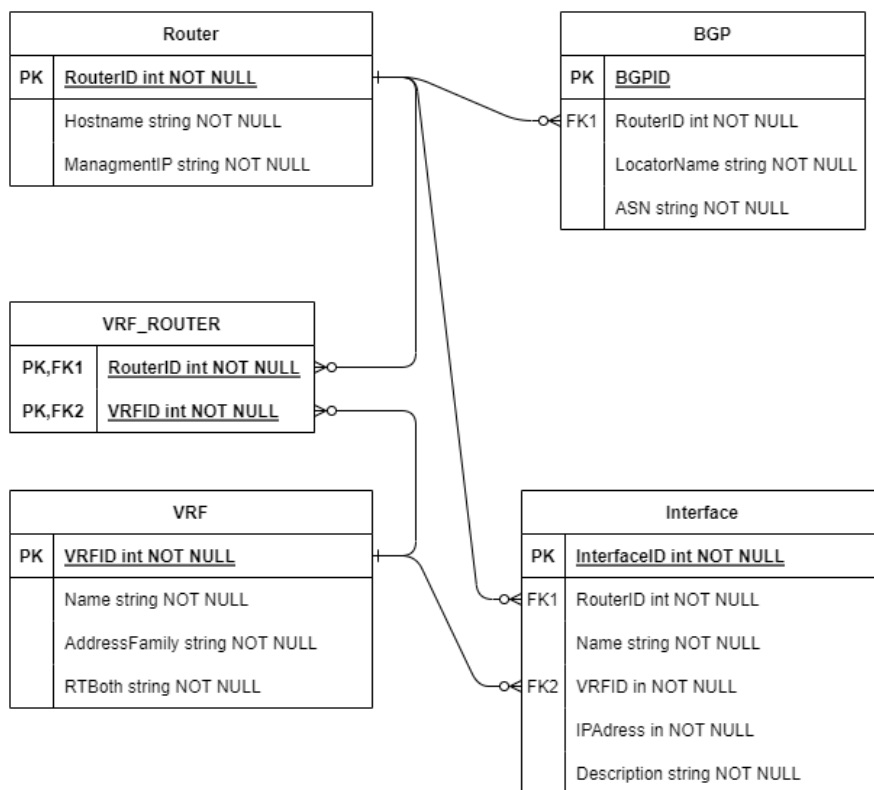 Router
PK RouterID int NOT NULL
Hostname string NOT NULL
ManagmentIP string NOT NULL
BGP
PK BGPID
FK1 RouterID int NOT NULL
LocatorName string NOT NULL
ASN string NOT NULL
VRF_ROUTER
PK,FK1 RouterID int NOT NULL
PK,FK2 VRFID int NOT NULL
VRF
PK VRFID int NOT NULL
Name string NOT NULL
AddressFamily string NOT NULL
RTBoth string NOT NULL
Interface
PK InterfaceID int NOT NULL
FK1 RouterID int NOT NULL
Name string NOT NULL
FK2 VRFID in NOT NULL
IPAdress in NOT NULL
Description string NOT NULL